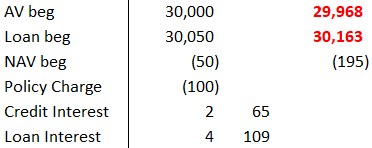 AV beg 30,000 29,968
Loan beg 30,050 30,163
NAV beg (50) (195)
Policy Charge (100)
Credit Interest 2 65
Loan Interest 4 109